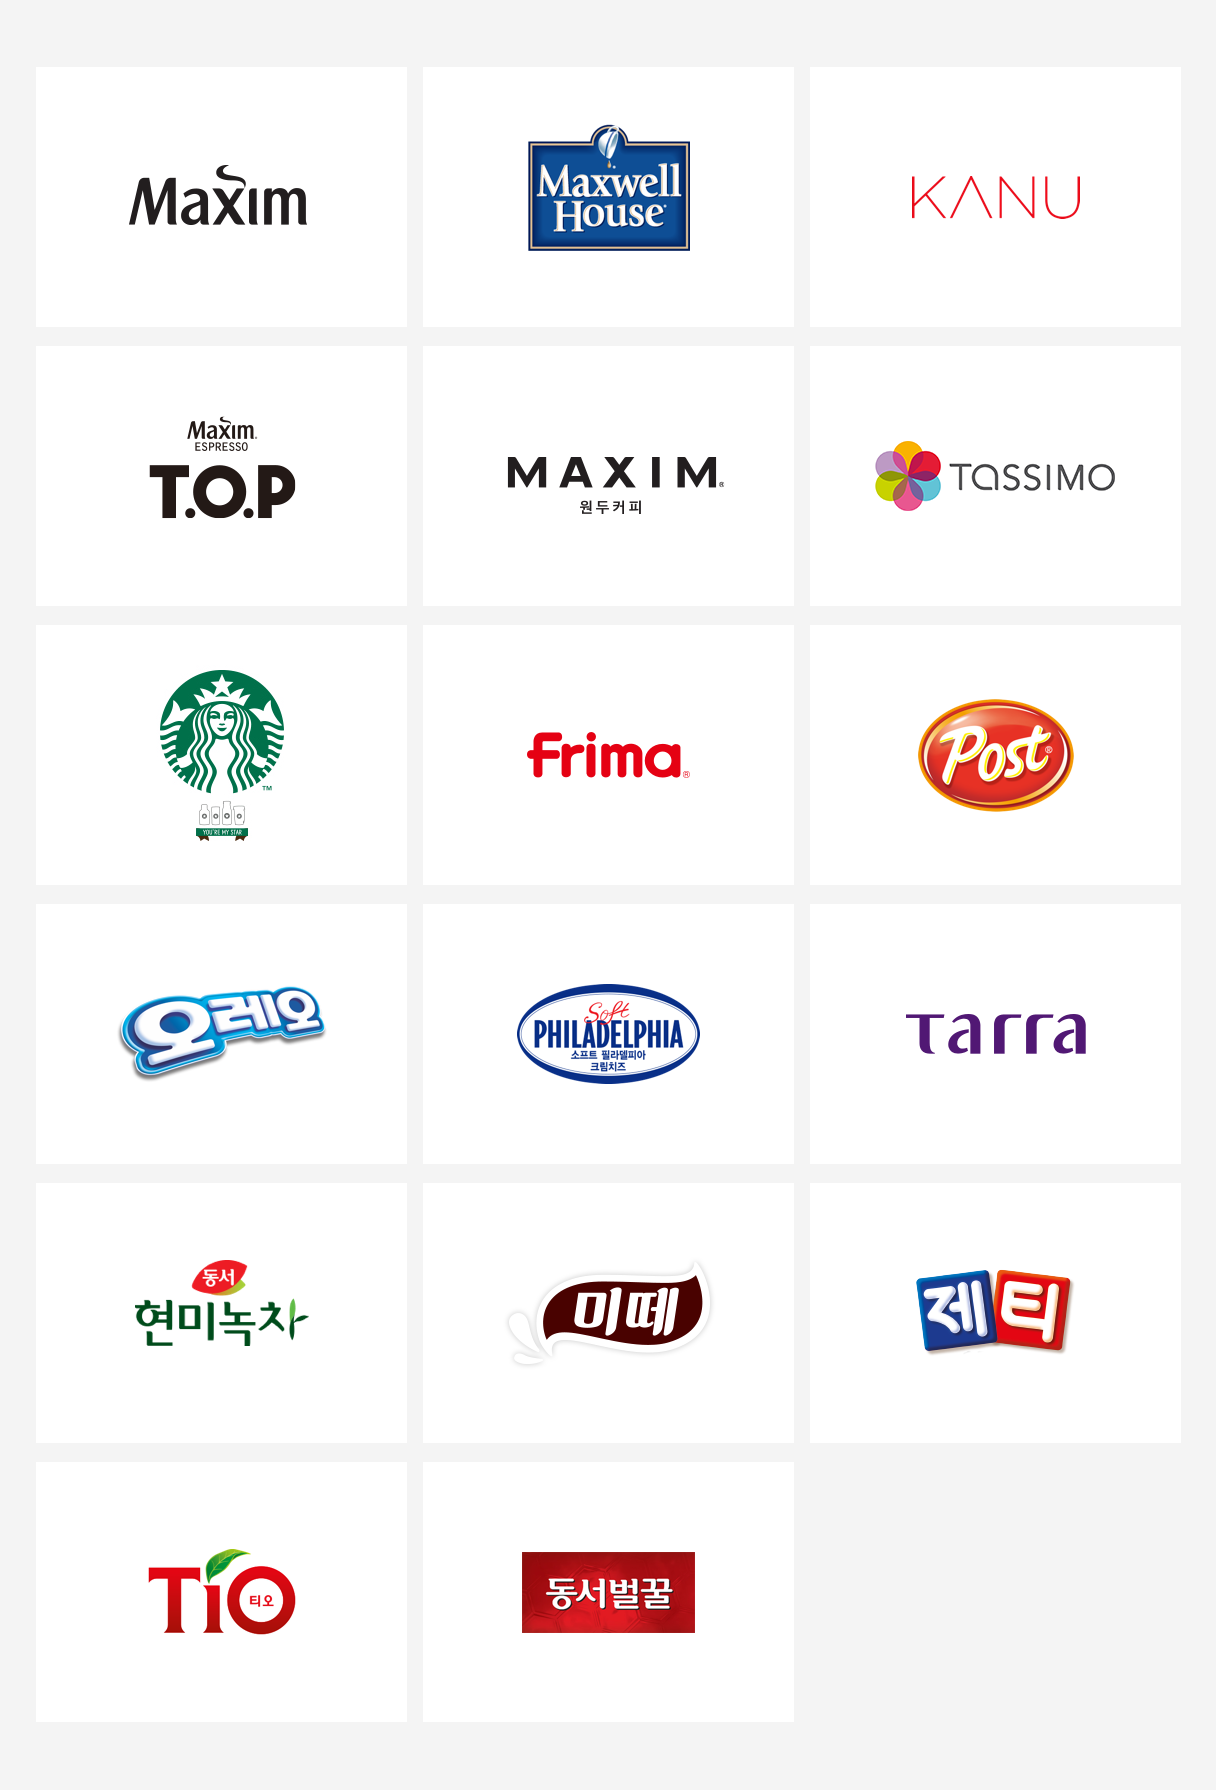 Maxim
Maxwell
House
KANU
Maxim
ESPRESSO
T.O.P
MAXIM®
원두커피
TASSIMO
TM
YOU'RE MY STAR
Frima®
Post®
오레오
Soft
PHILADELPHIA
소프트 필라델피아
크림치즈
Tarra
동서
현미녹차
미떼
제티
TiO
티오
동서벌꿀